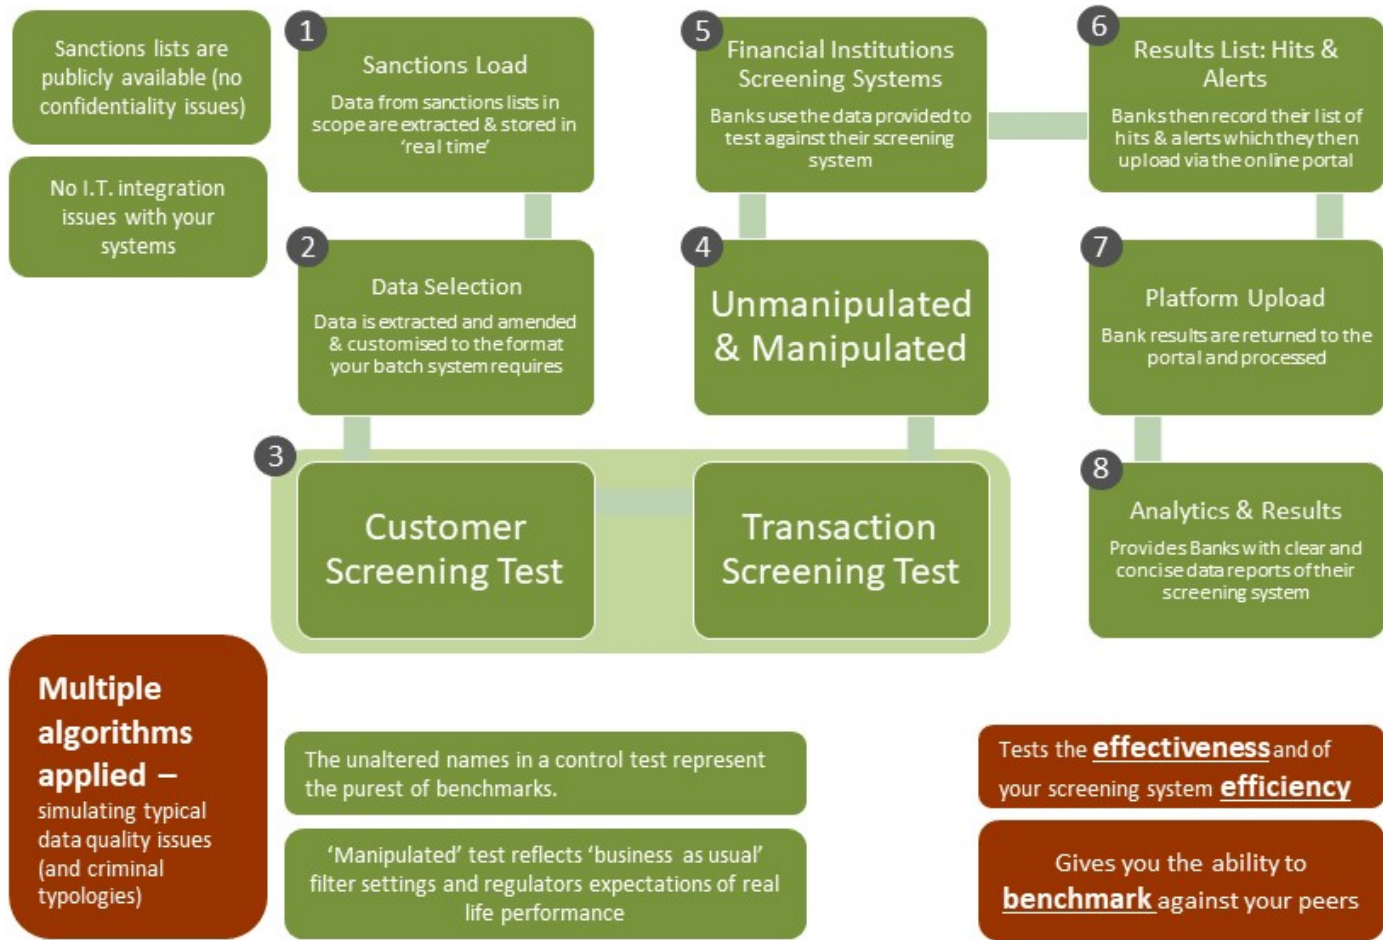 Sanctions lists are
publicly available (no
confidentiality issues)
No I.T. integration
issues with your
systems
1
Sanctions Load
Data from sanctions lists in
scope are extracted & stored in
'real time'
2
Data Selection
Data is extracted and amended
& customised to the format
your batch system requires
3
Customer
Screening Test
Transaction
Screening Test
4
Unmanipulated
& Manipulated
5
Financial Institutions
Screening Systems
Banks use the data provided to
test against their screening
system
6
Results List: Hits &
Alerts
Banks then record their list of
hits & alerts which they then
upload via the online portal
7
Platform Upload
Bank results are returned to the
portal and processed
8
Analytics & Results
Provides Banks with clear and
concise data reports of their
screening system
Multiple
algorithms
applied –
simulating typical
data quality issues
(and criminal
typologies)
The unaltered names in a control test represent
the purest of benchmarks.
'Manipulated' test reflects 'business as usual'
filter settings and regulators expectations of real
life performance
Tests the effectiveness and of
your screening system efficiency
Gives you the ability to
benchmark against your peers